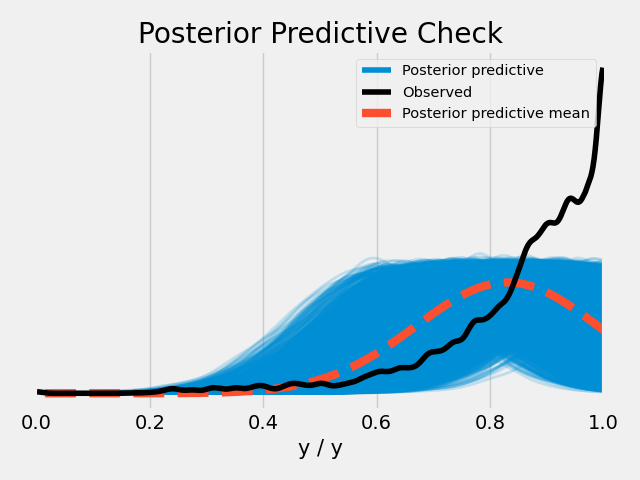 Posterior Predictive Check
Posterior predictive
Observed
Posterior predictive mean
0.0 0.2 0.4 0.6 0.8 1.0
y / y